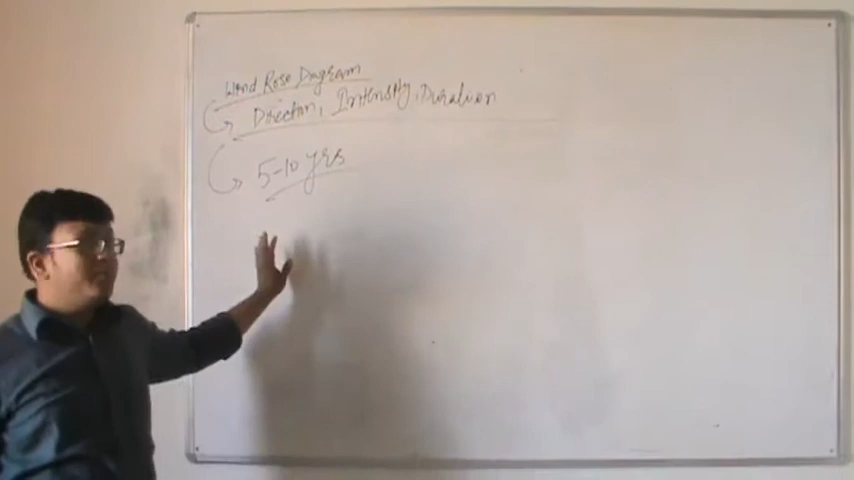 Wind Rose Diagram
Direction, Intensity, Duration
5-10 yrs